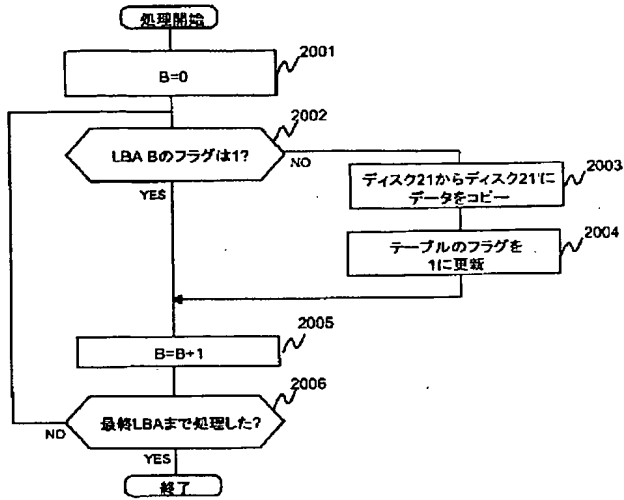 処理開始
2001
B=0
2002
LBA Bのフラグは1?
NO
YES
ディスク21からディスク21'に
データをコピー
2003
テーブルのフラグを
1に更新
2004
2005
B=B+1
2006
最終LBAまで処理した?
NO
YES
終了